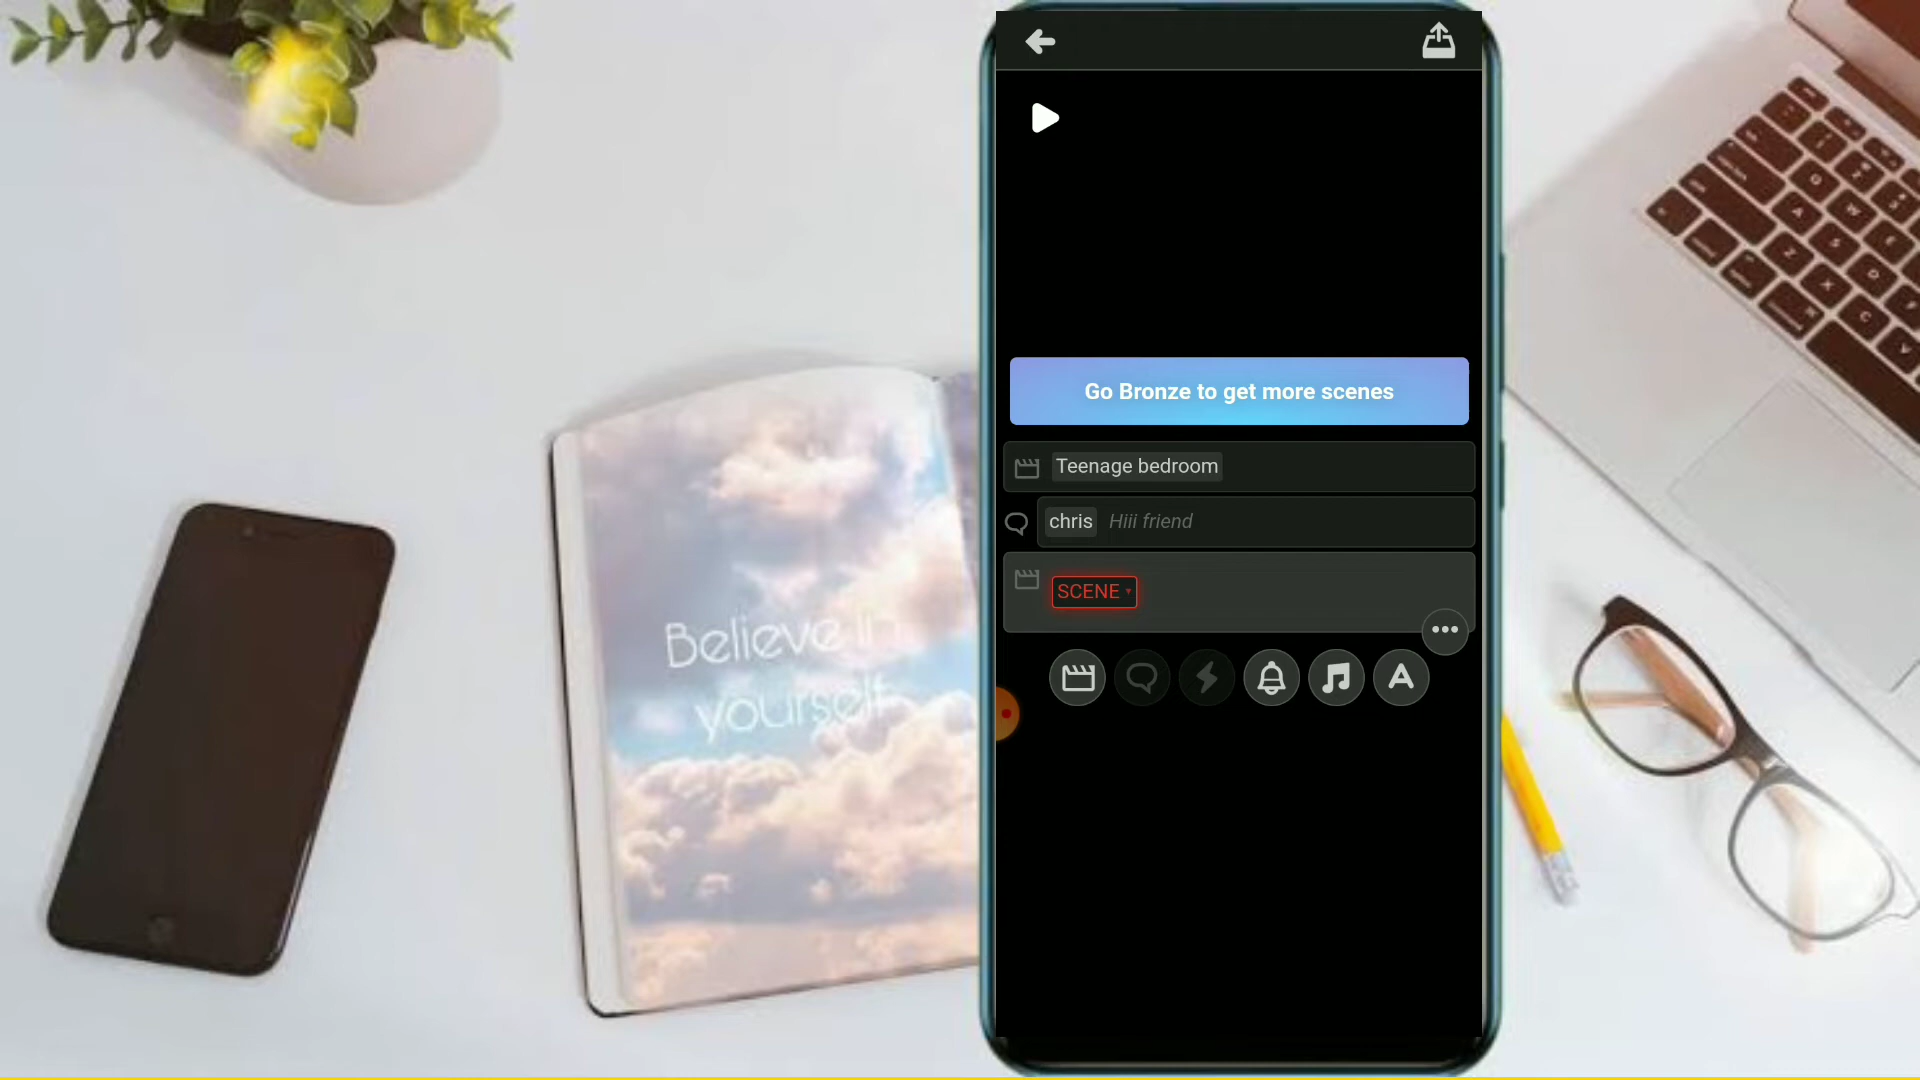 Go Bronze to get more scenes
Teenage bedroom
chris Hiii friend
SCENE
Believe in
yourself